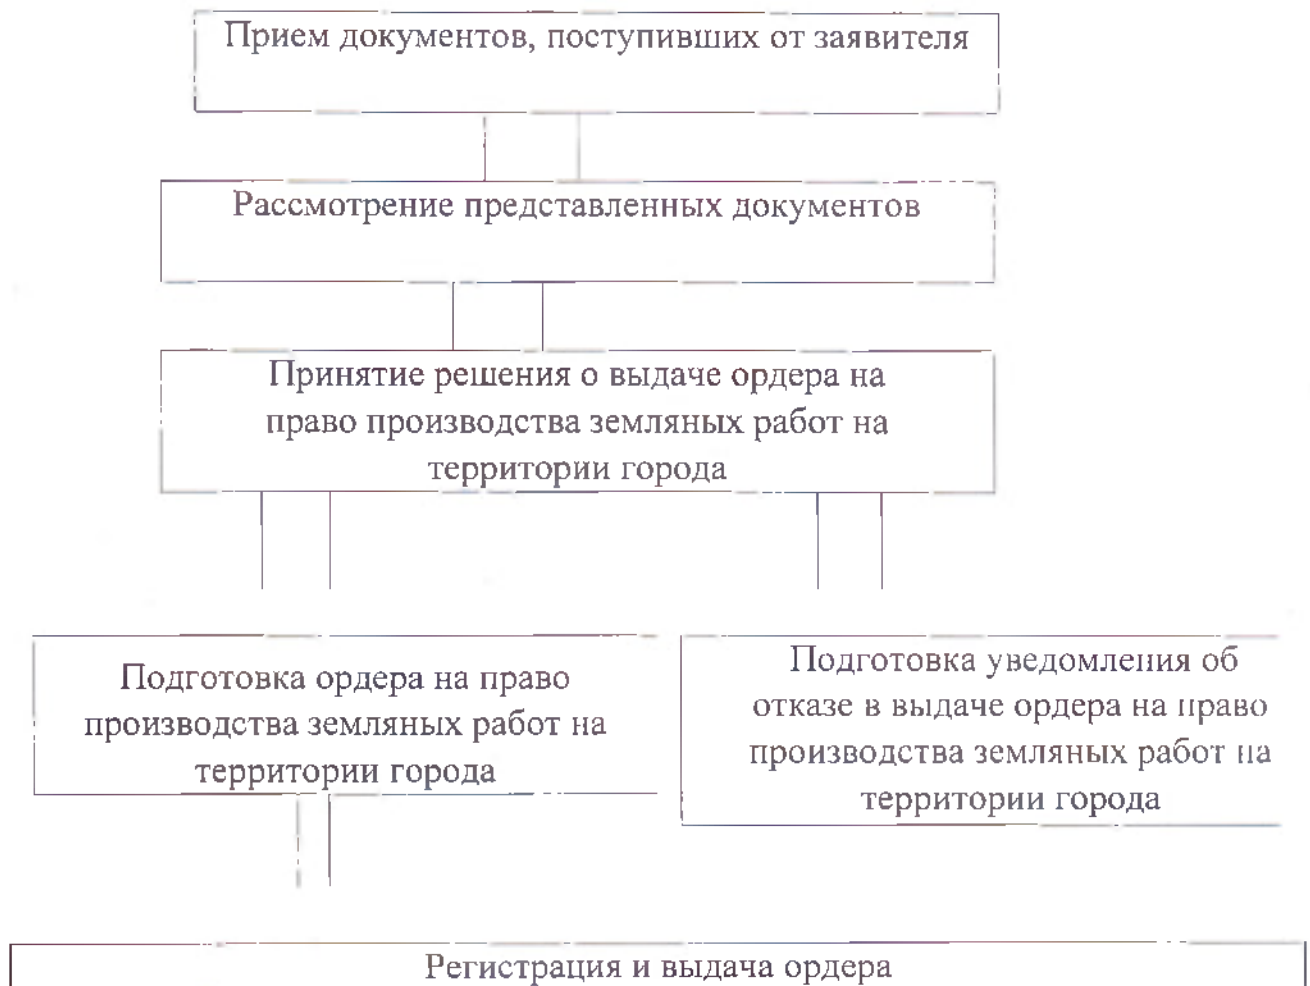 Прием документов, поступивших от заявителя
Рассмотрение представленных документов
Принятие решения о выдаче ордера на
право производства земляных работ на
территории города
Подготовка ордера на право
производства земляных работ на
территории города
Подготовка уведомления об
отказе в выдаче ордера на право
производства земляных работ на
территории города
Регистрация и выдача ордера